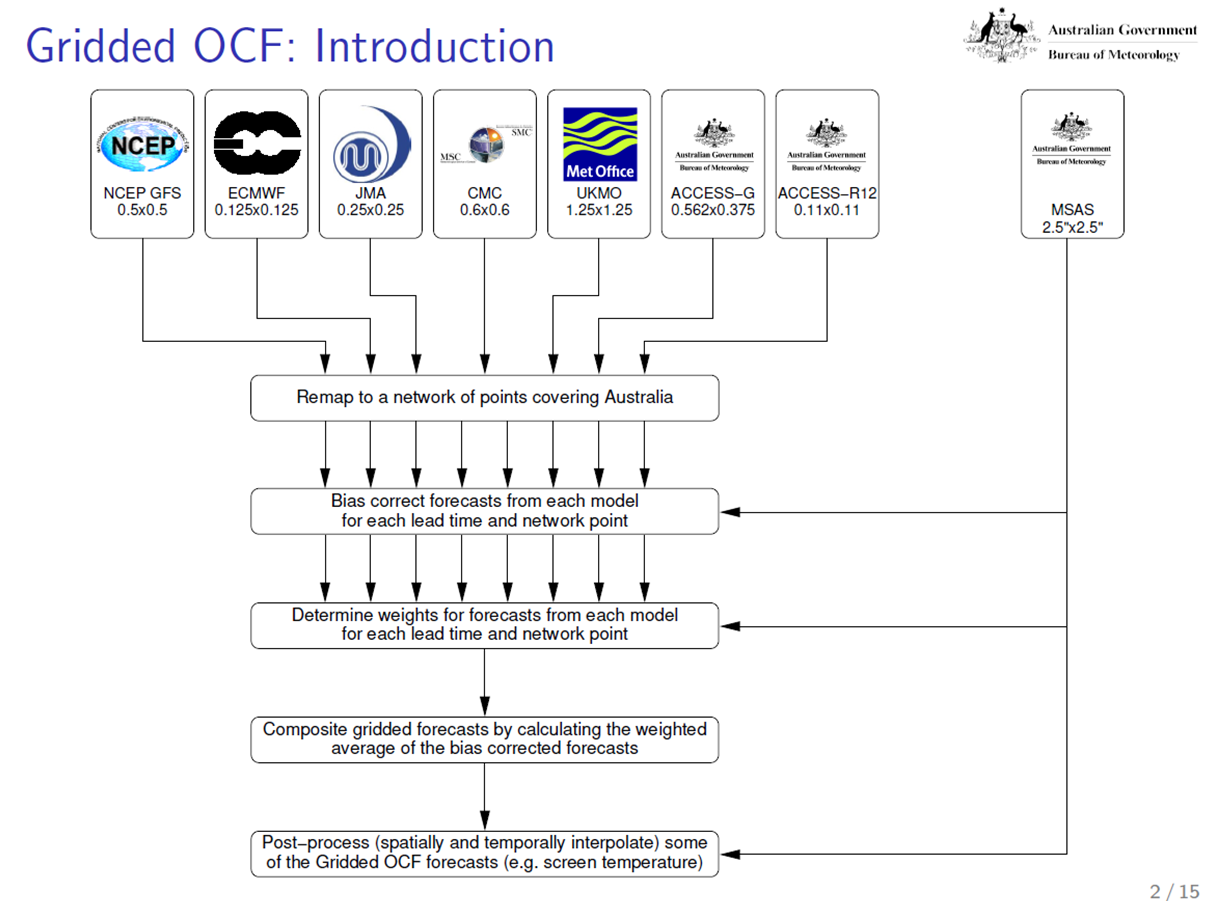 Gridded OCF: Introduction
Australian Government
Bureau of Meteorology
NCEP
NCEP GFS
0.5x0.5
ECMWF
0.125x0.125
JMA
0.25x0.25
SMC
MSC
CMC
0.6x0.6
Met Office
UKMO
1.25x1.25
Australian Government
Bureau of Meteorology
ACCESS−G
0.562x0.375
Australian Government
Bureau of Meteorology
ACCESS−R12
0.11x0.11
Australian Government
Bureau of Meteorology
MSAS
2.5"x2.5"
Remap to a network of points covering Australia
Bias correct forecasts from each model
for each lead time and network point
Determine weights for forecasts from each model
for each lead time and network point
Composite gridded forecasts by calculating the weighted
average of the bias corrected forecasts
Post−process (spatially and temporally interpolate) some
of the Gridded OCF forecasts (e.g. screen temperature)
2 / 15